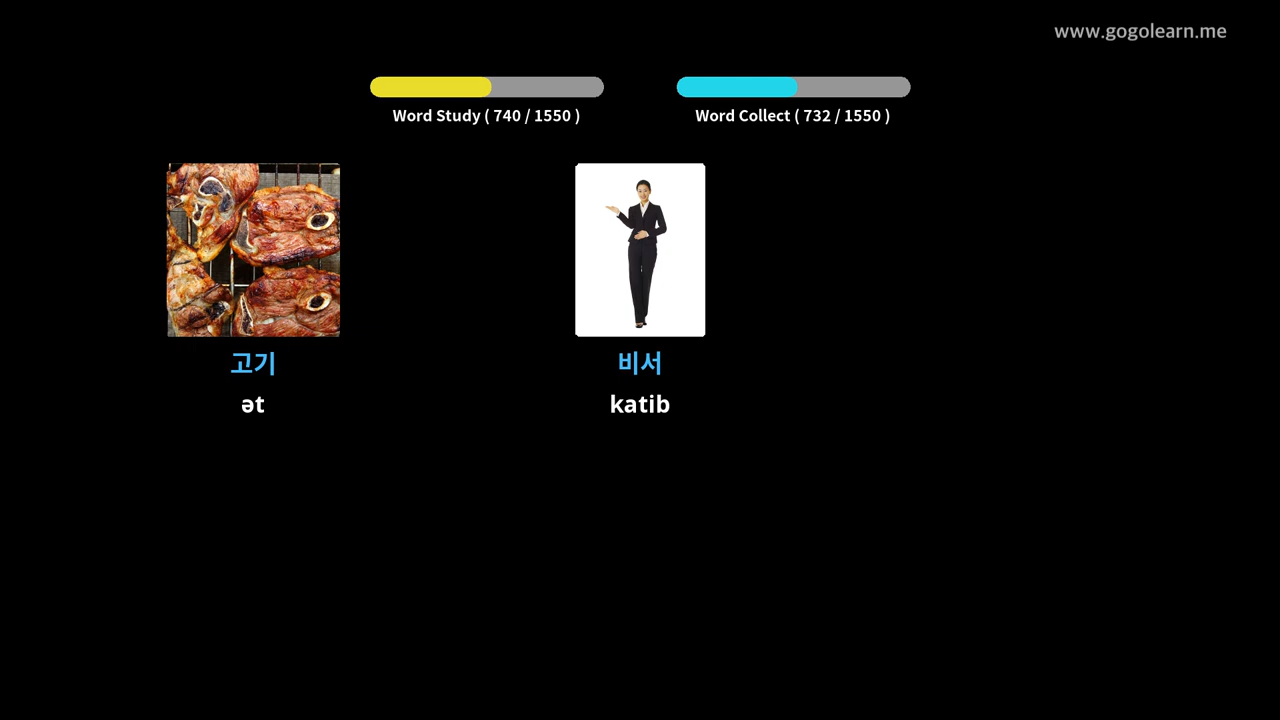 www.gogolearn.me
Word Study ( 740 / 1550 )
Word Collect ( 732 / 1550 )
고기
ət
비서
katib